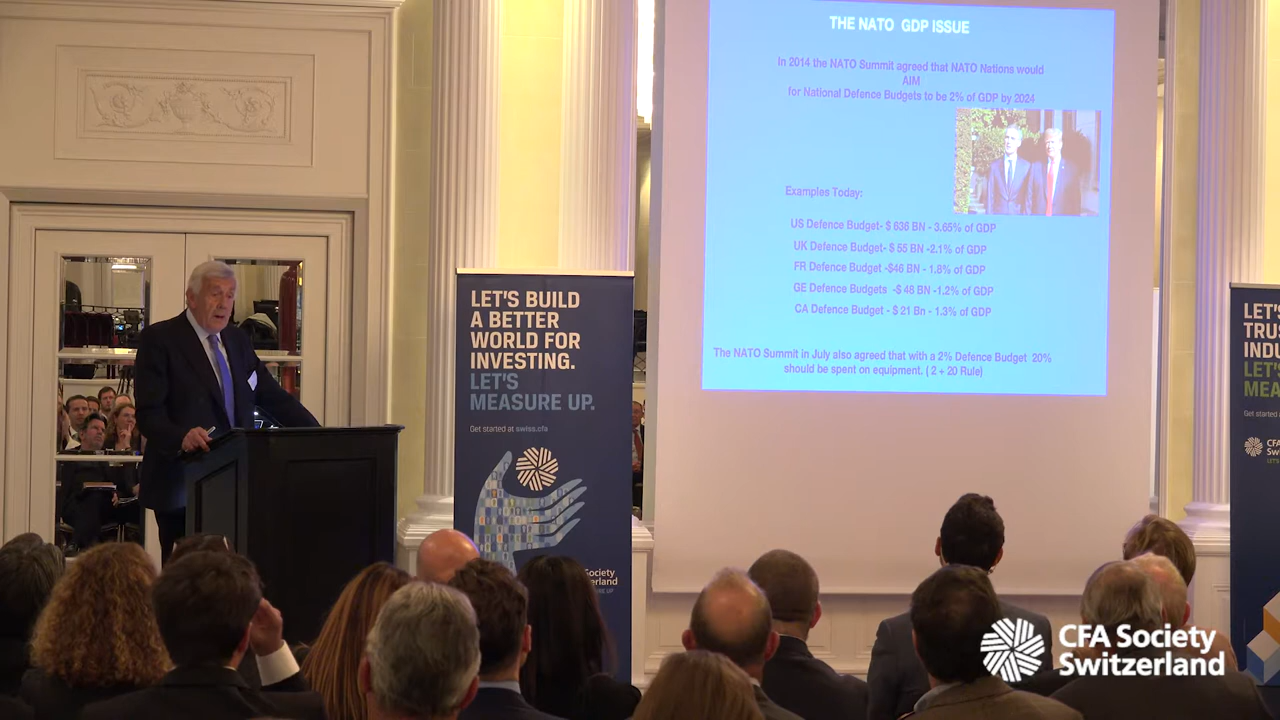 THE NATO GDP ISSUE
In 2014 the NATO Summit agreed that NATO Nations would
AIM
for National Defence Budgets to be 2% of GDP by 2024
Examples Today:
US Defence Budget- $ 636 BN - 3.65% of GDP
UK Defence Budget- $ 55 BN -2.1% of GDP
FR Defence Budget -$46 BN - 1.8% of GDP
GE Defence Budgets -$ 48 BN -1.2% of GDP
CA Defence Budget - $ 21 Bn - 1.3% of GDP
The NATO Summit in July also agreed that with a 2% Defence Budget 20%
should be spent on equipment. ( 2 + 20 Rule)
LET'S BUILD
A BETTER
WORLD FOR
INVESTING.
LET'S
MEASURE UP.
Get started at swiss.cfa
LET'S
TRUS
INDU
LET'S
MEA
Get started a
CFA
CFA Society
Switzerland